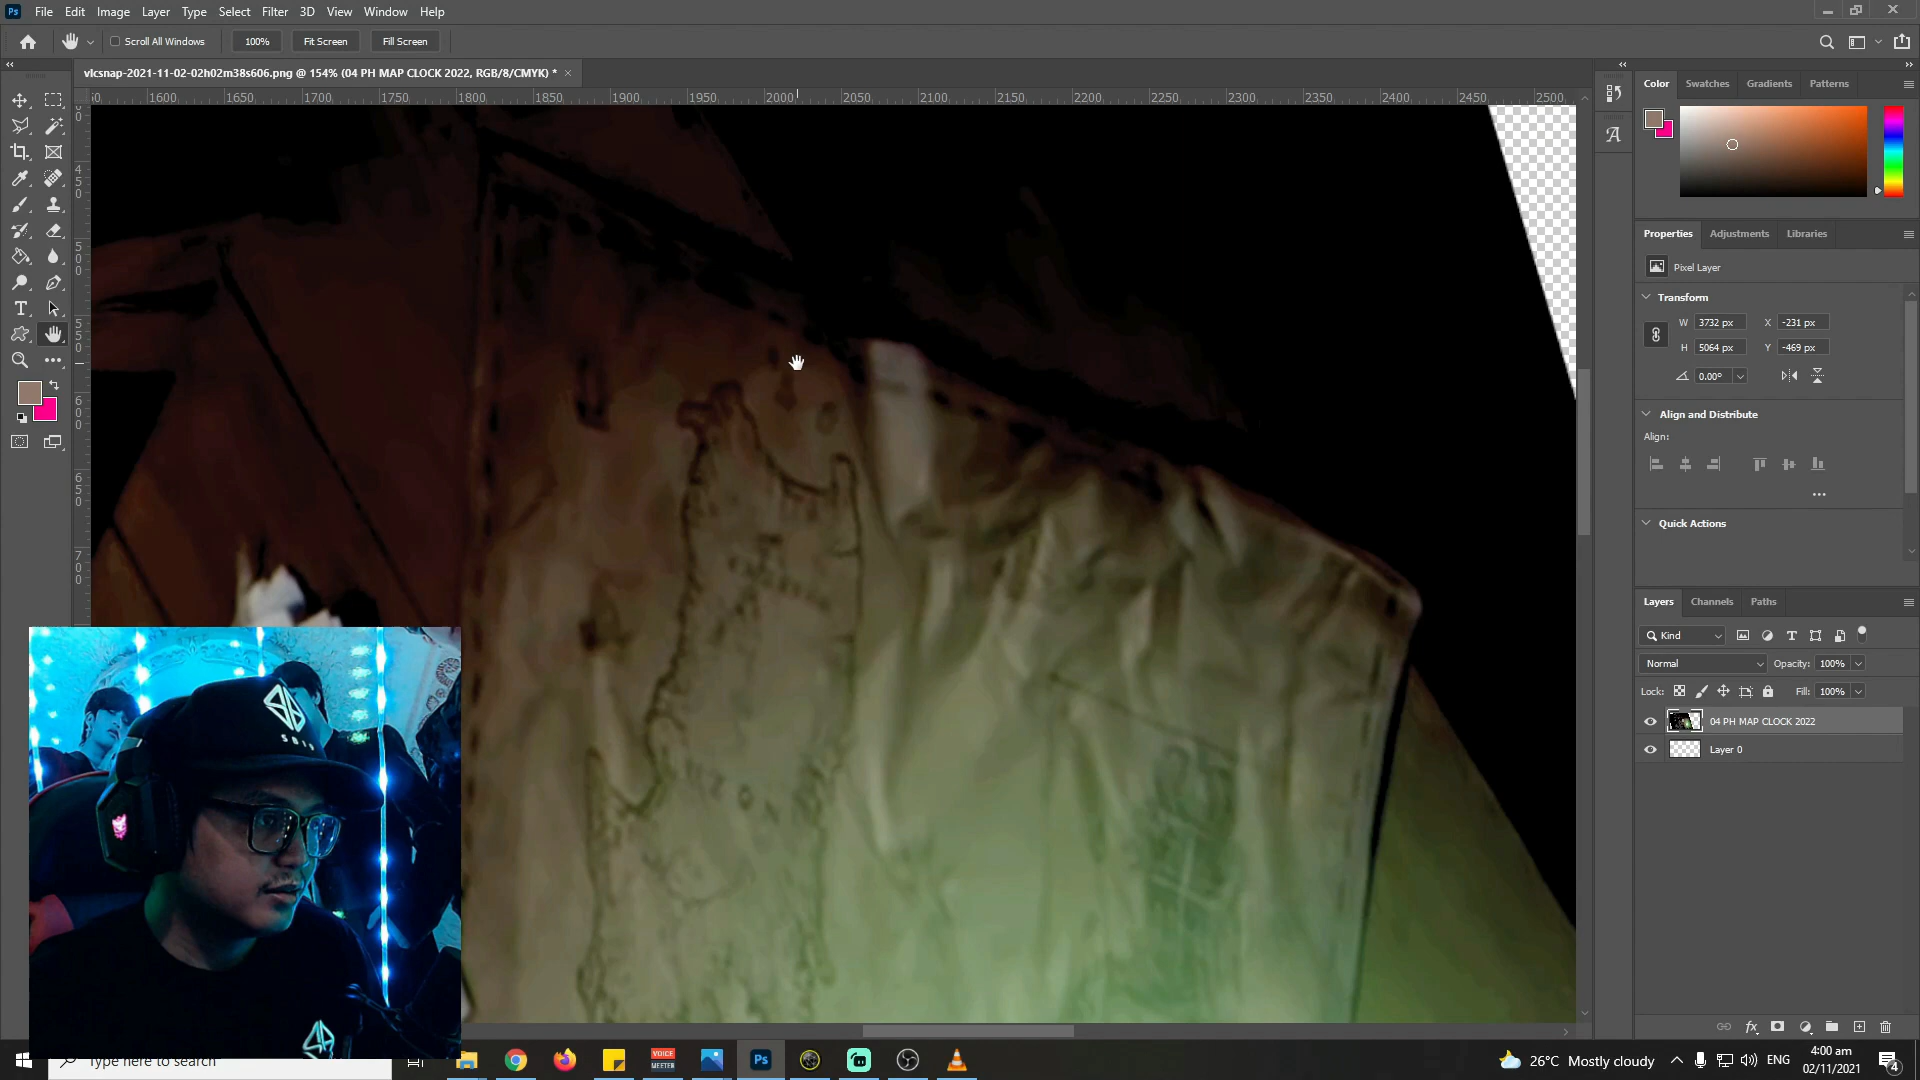 Ps File Edit Image Layer Type Select Filter 3D View Window Help
Scroll All Windows 100% Fit Screen Fill Screen
vlcsnap-2021-11-02-02h02m38s606.png @ 154% (04 PH MAP CLOCK 2022, RGB/8/CMYK) * ×
1600 1650 1700 1750 1800 1850 1900 1950 2000 2050 2100 2150 2200 2250 2300 2350 2400 2450 2500
Color Swatches Gradients Patterns
Properties Adjustments Libraries
Pixel Layer
Transform
W 3732 px X -231 px
H 5064 px Y -469 px
0.00°
Align and Distribute
Align:
Quick Actions
Layers Channels Paths
Kind
Normal Opacity: 100%
Lock: Fill: 100%
04 PH MAP CLOCK 2022
Layer 0
Type here to search
VOICE
MEETER
Ps
26°C Mostly cloudy
ENG
4:00 am
02/11/2021
4